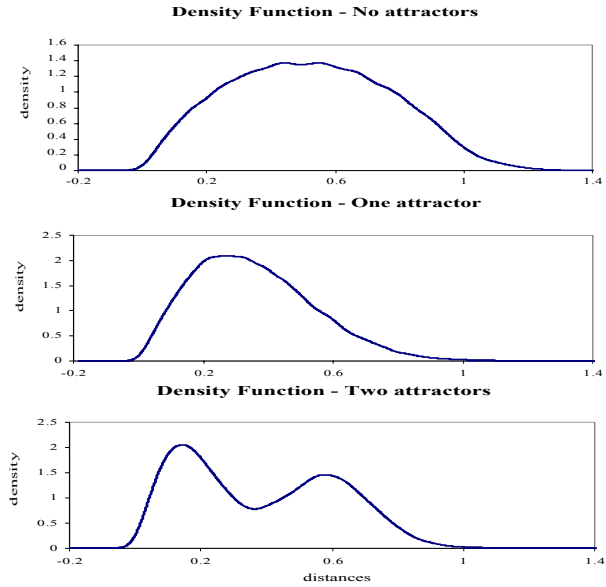 Density Function - No attractors
1.6
1.4
1.2
1
0.8
0.6
0.4
0.2
0
density
-0.2 0.2 0.6 1 1.4
Density Function - One attractor
2.5
2
1.5
1
0.5
0
density
-0.2 0.2 0.6 1 1.4
Density Function - Two attractors
2.5
2
1.5
1
0.5
0
density
-0.2 0.2 0.6 1 1.4
distances